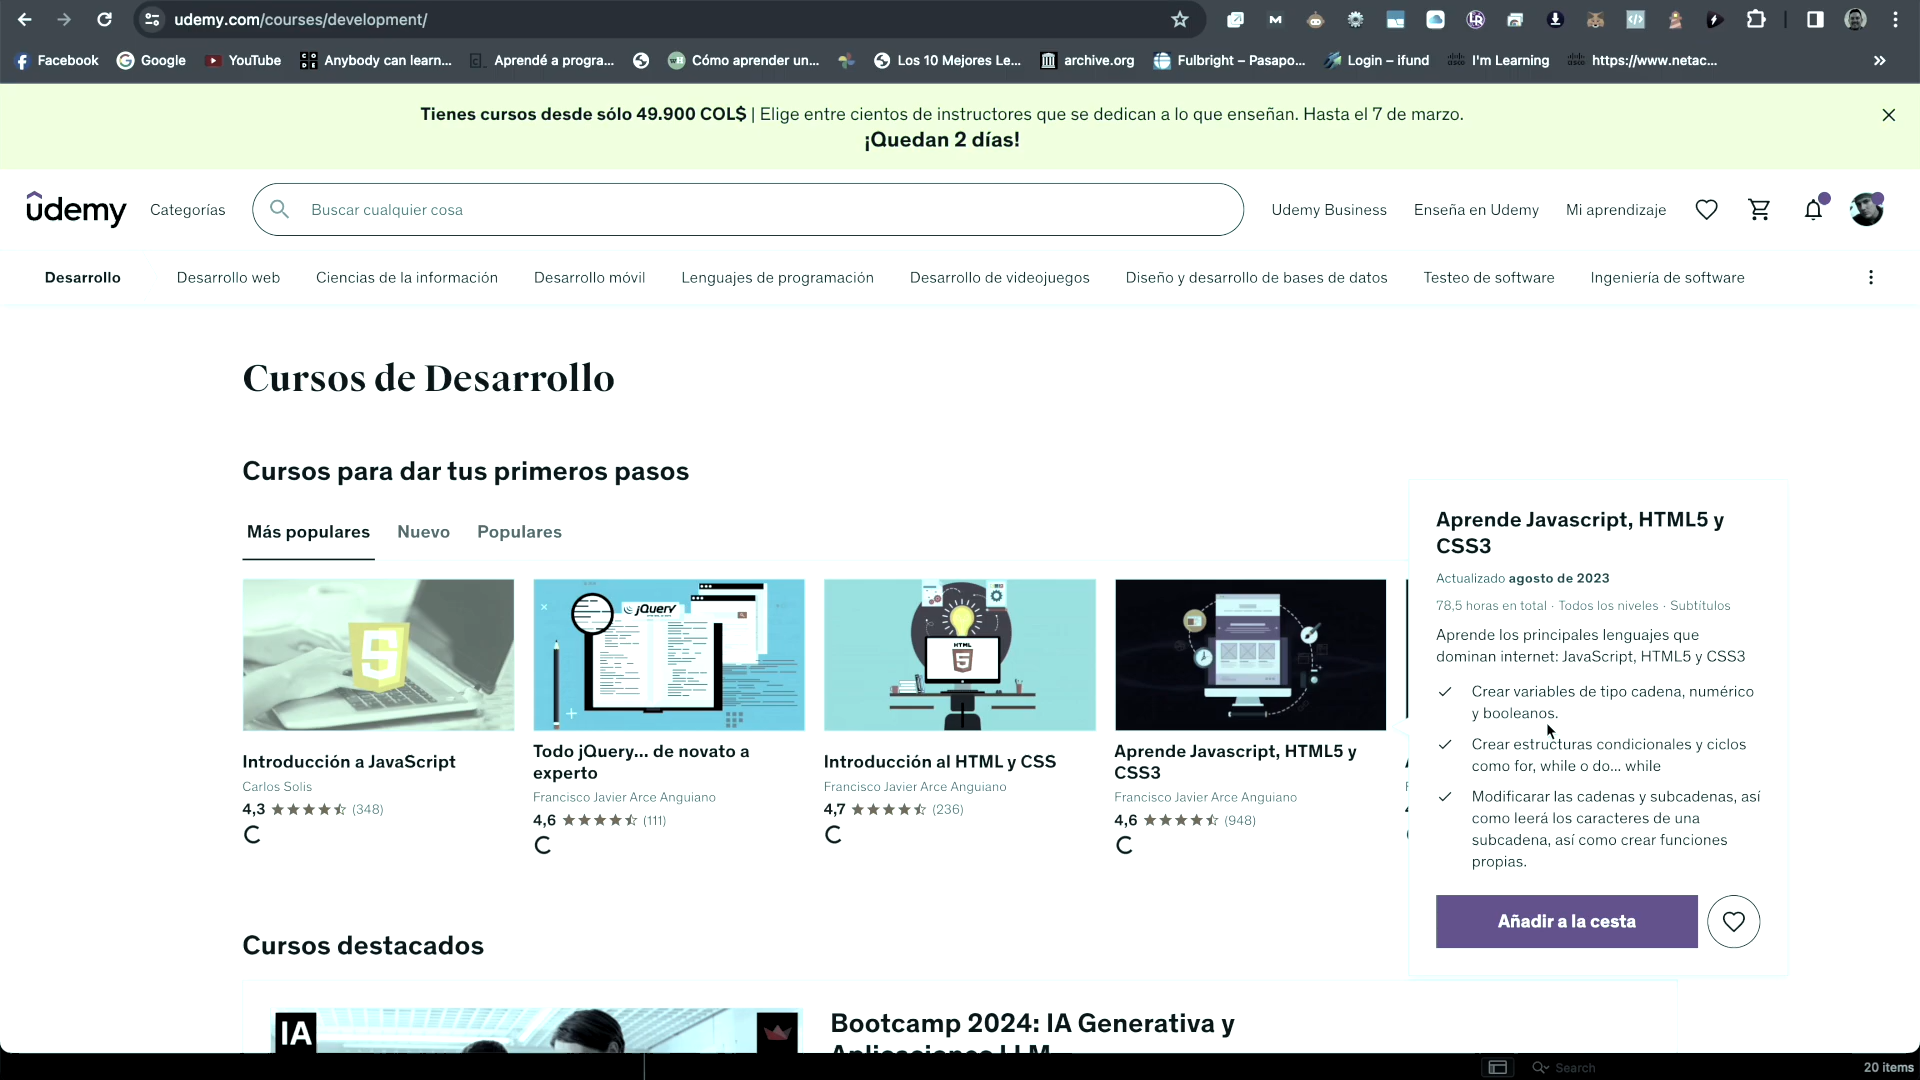 udemy.com/courses/development/
Facebook Google YouTube Anybody can learn... Aprendé a progra... Cómo aprender un... Los 10 Mejores Le... archive.org Fulbright – Pasapo... Login – ifund I'm Learning https://www.netac...
Tienes cursos desde sólo 49.900 COL$ | Elige entre cientos de instructores que se dedican a lo que enseñan. Hasta el 7 de marzo.
¡Quedan 2 días!
ûdemy Categorías Buscar cualquier cosa Udemy Business Enseña en Udemy Mi aprendizaje
Desarrollo Desarrollo web Ciencias de la información Desarrollo móvil Lenguajes de programación Desarrollo de videojuegos Diseño y desarrollo de bases de datos Testeo de software Ingeniería de software
Cursos de Desarrollo
Cursos para dar tus primeros pasos
Más populares Nuevo Populares
jQuery
HTML
5
5
Introducción a JavaScript
Carlos Solis
4,3 (348)
Todo jQuery... de novato a
experto
Francisco Javier Arce Anguiano
4,6 (111)
Introducción al HTML y CSS
Francisco Javier Arce Anguiano
4,7 (236)
Aprende Javascript, HTML5 y
CSS3
Francisco Javier Arce Anguiano
4,6 (948)
Aprende Javascript, HTML5 y
CSS3
Actualizado agosto de 2023
78,5 horas en total · Todos los niveles · Subtítulos
Aprende los principales lenguajes que
dominan internet: JavaScript, HTML5 y CSS3
Crear variables de tipo cadena, numérico
y booleanos.
Crear estructuras condicionales y ciclos
como for, while o do... while
Modificarar las cadenas y subcadenas, así
como leerá los caracteres de una
subcadena, así como crear funciones
propias.
Añadir a la cesta
Cursos destacados
IA
Bootcamp 2024: IA Generativa y
Aplicaciones LLM
Search
20 items